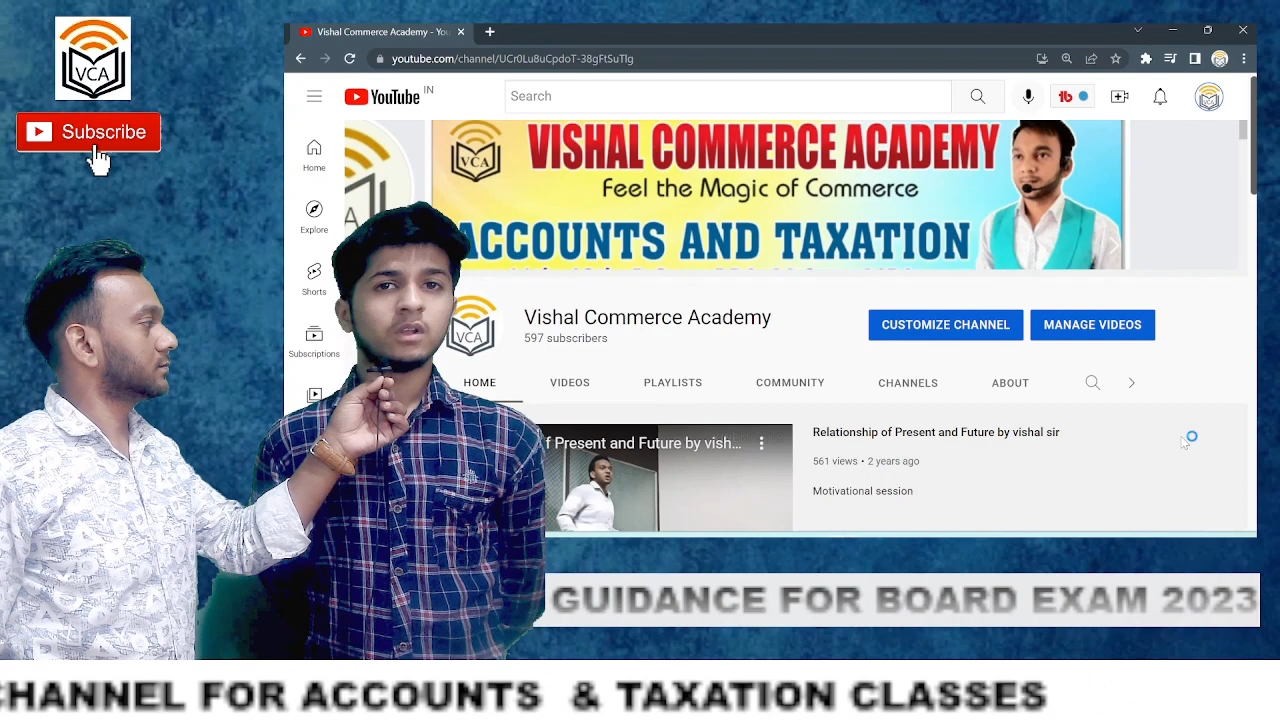 VCA
Subscribe
Vishal Commerce Academy - You
youtube.com/channel/UCr0Lu8uCpdoT-38gFtSuTlg
YouTube IN
Search
Home
Explore
Shorts
Subscriptions
VCA
VISHAL COMMERCE ACADEMY
Feel the Magic of Commerce
ACCOUNTS AND TAXATION
VCA
Vishal Commerce Academy
597 subscribers
CUSTOMIZE CHANNEL
MANAGE VIDEOS
HOME VIDEOS PLAYLISTS COMMUNITY CHANNELS ABOUT
f Present and Future by vish...
Relationship of Present and Future by vishal sir
561 views • 2 years ago
Motivational session
GUIDANCE FOR BOARD EXAM 2023
CHANNEL FOR ACCOUNTS & TAXATION CLASSES